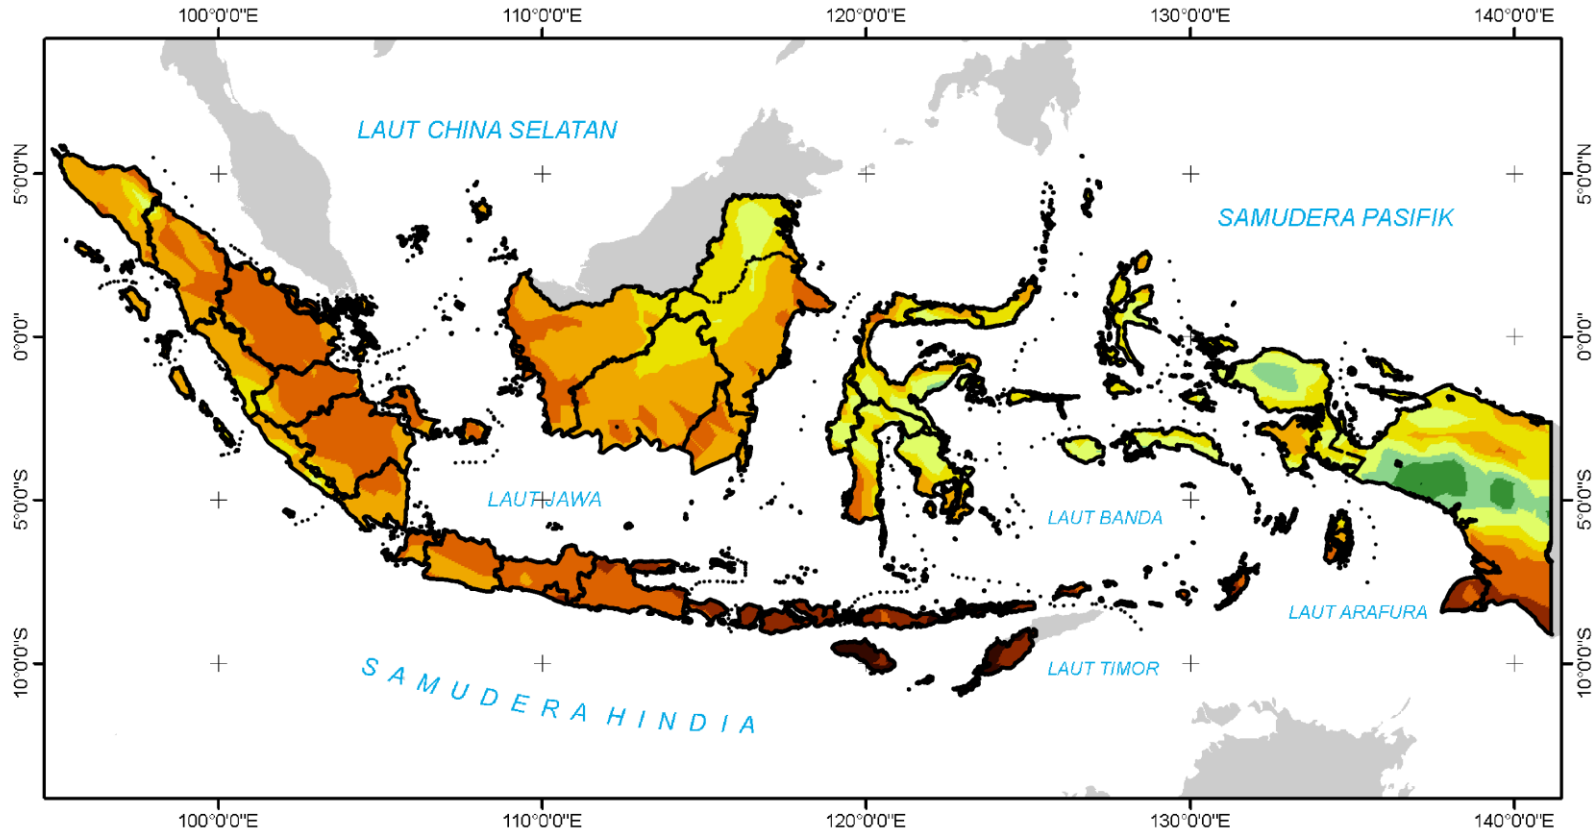 100°0'0"E 110°0'0"E 120°0'0"E 130°0'0"E 140°0'0"E
LAUT CHINA SELATAN
5°0'0"N 5°0'0"N
SAMUDERA PASIFIK
0°0'0" 0°0'0"
LAUT JAWA
5°0'0"S 5°0'0"S
LAUT BANDA
LAUT ARAFURA
10°0'0"S 10°0'0"S
LAUT TIMOR
SAMUDERA HINDIA
100°0'0"E 110°0'0"E 120°0'0"E 130°0'0"E 140°0'0"E